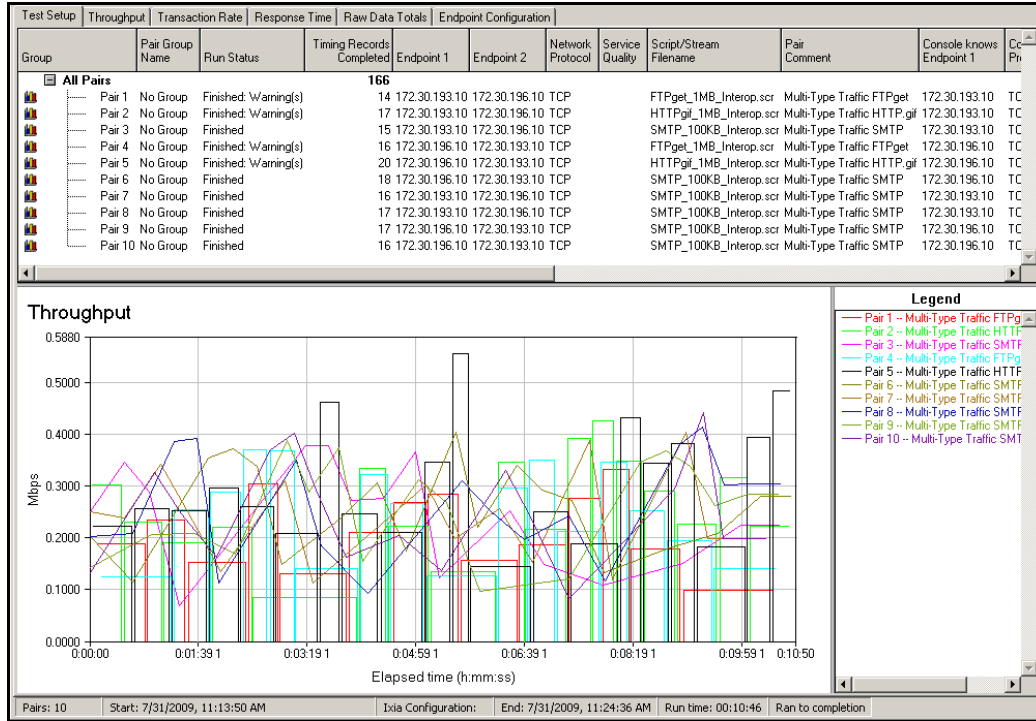 Test Setup Throughput Transaction Rate Response Time Raw Data Totals Endpoint Configuration
Group Pair Group Name Run Status Timing Records Completed Endpoint 1 Endpoint 2 Network Protocol Service Quality Script/Stream Filename Pair Comment Console knows Endpoint 1 Co Pro
All Pairs 166
Pair 1 No Group Finished: Warning(s) 14 172.30.193.10 172.30.196.10 TCP FTPget_1MB_Interop.scr Multi-Type Traffic FTPget 172.30.193.10 TC
Pair 2 No Group Finished: Warning(s) 17 172.30.193.10 172.30.196.10 TCP HTTPgif_1MB_Interop.scr Multi-Type Traffic HTTP.gif 172.30.193.10 TC
Pair 3 No Group Finished 15 172.30.193.10 172.30.196.10 TCP SMTP_100KB_Interop.scr Multi-Type Traffic SMTP 172.30.193.10 TC
Pair 4 No Group Finished: Warning(s) 16 172.30.196.10 172.30.193.10 TCP FTPget_1MB_Interop.scr Multi-Type Traffic FTPget 172.30.196.10 TC
Pair 5 No Group Finished: Warning(s) 20 172.30.196.10 172.30.193.10 TCP HTTPgif_1MB_Interop.scr Multi-Type Traffic HTTP.gif 172.30.196.10 TC
Pair 6 No Group Finished 18 172.30.196.10 172.30.193.10 TCP SMTP_100KB_Interop.scr Multi-Type Traffic SMTP 172.30.196.10 TC
Pair 7 No Group Finished 16 172.30.196.10 172.30.193.10 TCP SMTP_100KB_Interop.scr Multi-Type Traffic SMTP 172.30.196.10 TC
Pair 8 No Group Finished 17 172.30.196.10 172.30.193.10 TCP SMTP_100KB_Interop.scr Multi-Type Traffic SMTP 172.30.196.10 TC
Pair 9 No Group Finished 17 172.30.196.10 172.30.193.10 TCP SMTP_100KB_Interop.scr Multi-Type Traffic SMTP 172.30.196.10 TC
Pair 10 No Group Finished 16 172.30.196.10 172.30.193.10 TCP SMTP_100KB_Interop.scr Multi-Type Traffic SMTP 172.30.196.10 TC
Throughput
Mbps
0.5880
0.5000
0.4000
0.3000
0.2000
0.1000
0.0000
0:00:00 0:01:39 1 0:03:19 1 0:04:59 1 0:06:39 1 0:08:19 1 0:09:59 1 0:10:50
Elapsed time (h:mm:ss)
Legend
Pair 1 -- Multi-Type Traffic FTPg
Pair 2 -- Multi-Type Traffic HTTF
Pair 3 -- Multi-Type Traffic SMTF
Pair 4 -- Multi-Type Traffic FTPg
Pair 5 -- Multi-Type Traffic HTTF
Pair 6 -- Multi-Type Traffic SMTF
Pair 7 -- Multi-Type Traffic SMTF
Pair 8 -- Multi-Type Traffic SMTF
Pair 9 -- Multi-Type Traffic SMTF
Pair 10 -- Multi-Type Traffic SMT
Pairs: 10 Start: 7/31/2009, 11:13:50 AM Ixia Configuration: End: 7/31/2009, 11:24:36 AM Run time: 00:10:46 Ran to completion